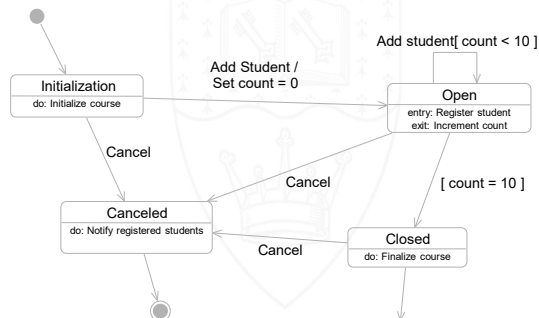 Add student[ count < 10 ]
Add Student /
Set count = 0
Initialization
do: Initialize course
Open
entry: Register student
exit: Increment count
Cancel
Cancel
[ count = 10 ]
Canceled
do: Notify registered students
Cancel
Closed
do: Finalize course